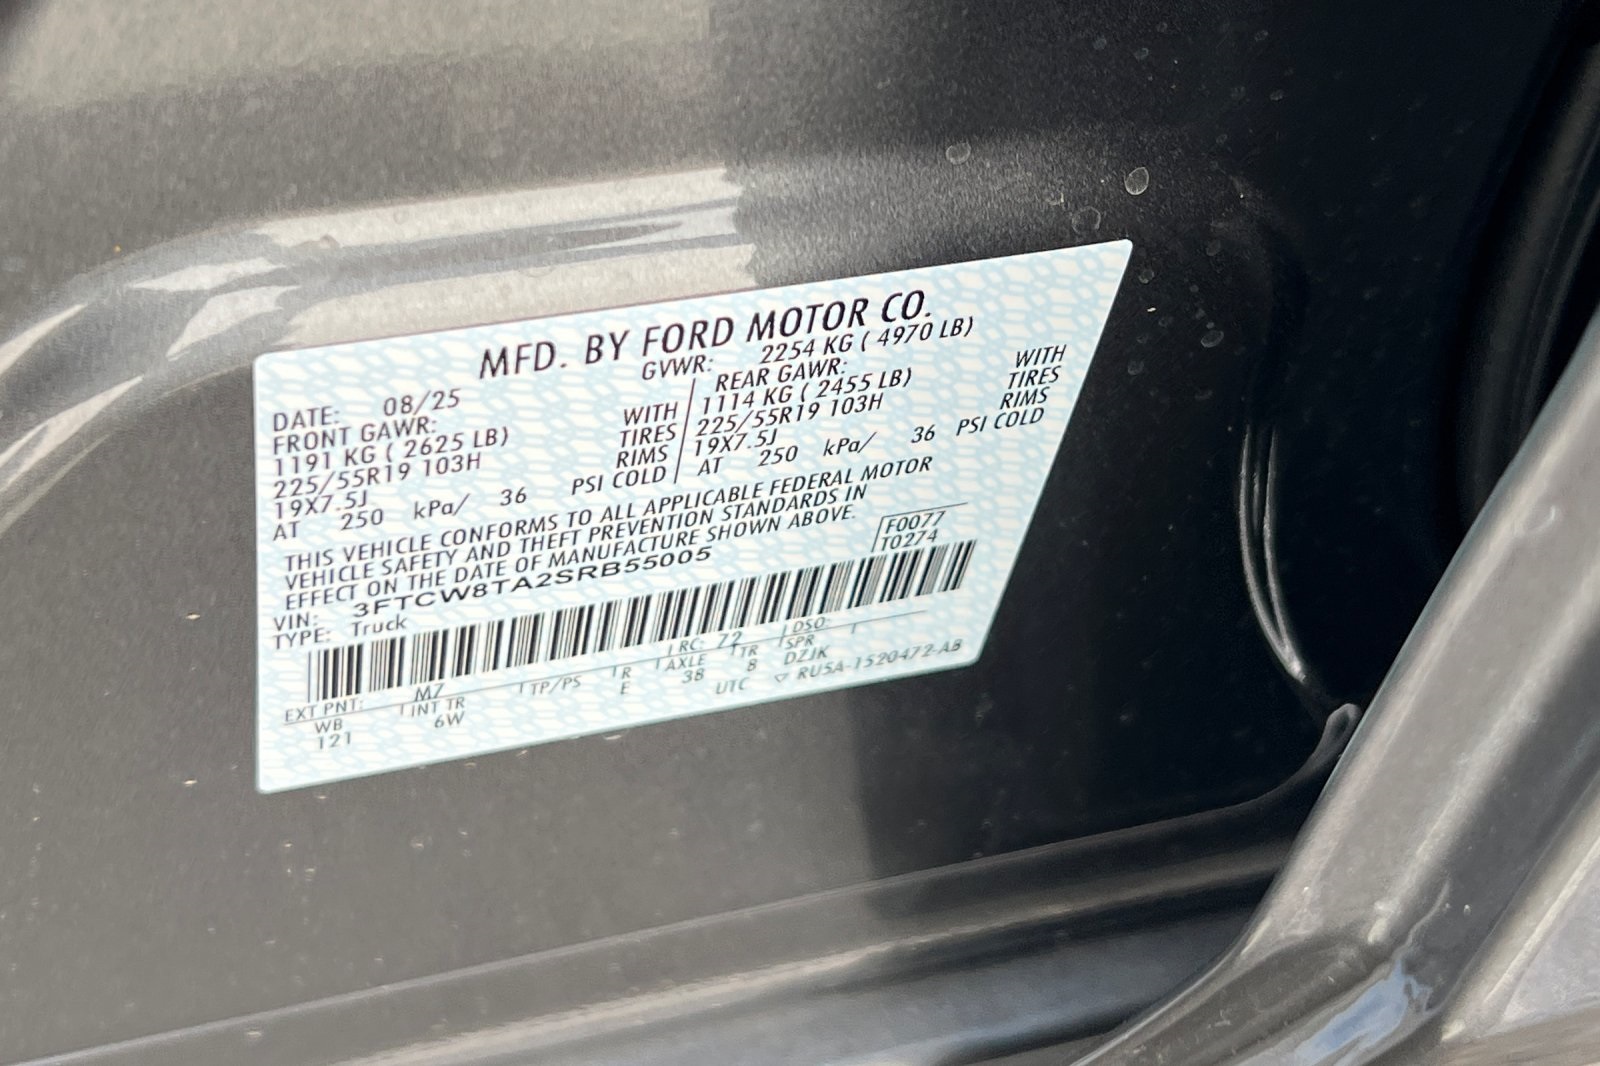 MFD. BY FORD MOTOR CO.
DATE: 08/25 GVWR: 2254 KG ( 4970 LB)
FRONT GAWR: REAR GAWR:
1191 KG ( 2625 LB) WITH 1114 KG ( 2455 LB) WITH
225/55R19 103H TIRES 225/55R19 103H TIRES
19X7.5J RIMS 19X7.5J RIMS
AT 250 kPa/ 36 PSI COLD AT 250 kPa/ 36 PSI COLD
THIS VEHICLE CONFORMS TO ALL APPLICABLE FEDERAL MOTOR
VEHICLE SAFETY AND THEFT PREVENTION STANDARDS IN
EFFECT ON THE DATE OF MANUFACTURE SHOWN ABOVE.
VIN: 3FTCW8TA2SRB55005 F0077
TYPE: Truck T0274
EXT PNT: M7 RC: 72 DSO:
WB INT TR TP/PS R AXLE TR SPR
121 6W E 38 8 DZJK
UTC ▽ RU5A-1520472-AB